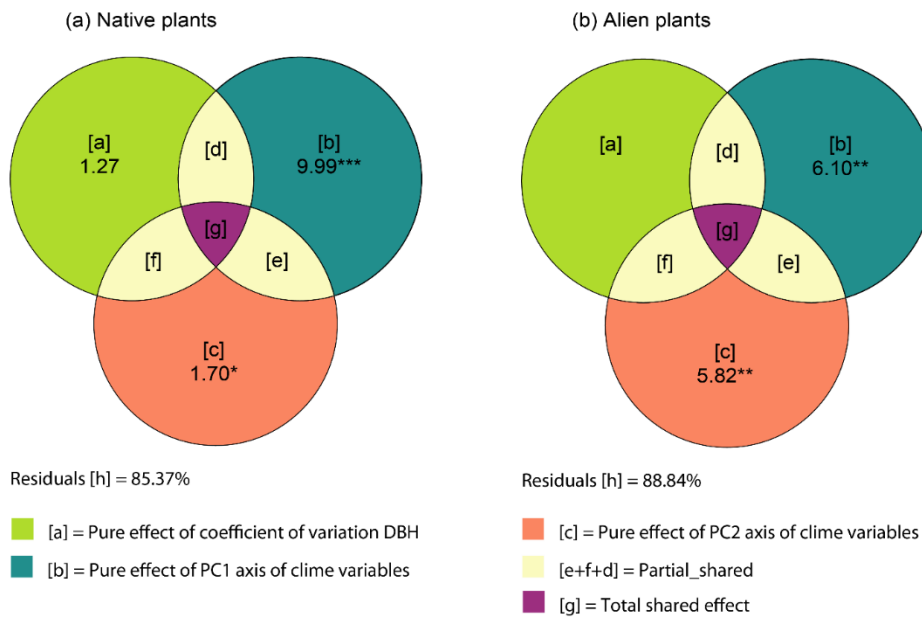 (a) Native plants
[a]
1.27
[d]
[b]
9.99***
[g]
[f]
[e]
[c]
1.70*
Residuals [h] = 85.37%
[a] = Pure effect of coefficient of variation DBH
[b] = Pure effect of PC1 axis of clime variables
(b) Alien plants
[a]
[d]
[b]
6.10**
[g]
[f]
[e]
[c]
5.82**
Residuals [h] = 88.84%
[c] = Pure effect of PC2 axis of clime variables
[e+f+d] = Partial_shared
[g] = Total shared effect